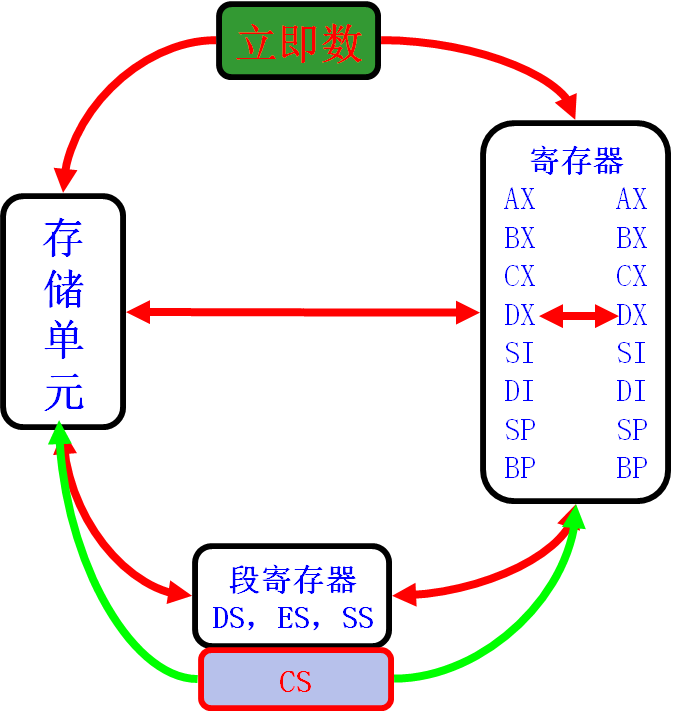 立即数
寄存器
AX AX
BX BX
CX CX
DX DX
SI SI
DI DI
SP SP
BP BP
存
储
单
元
段寄存器
DS，ES，SS
CS